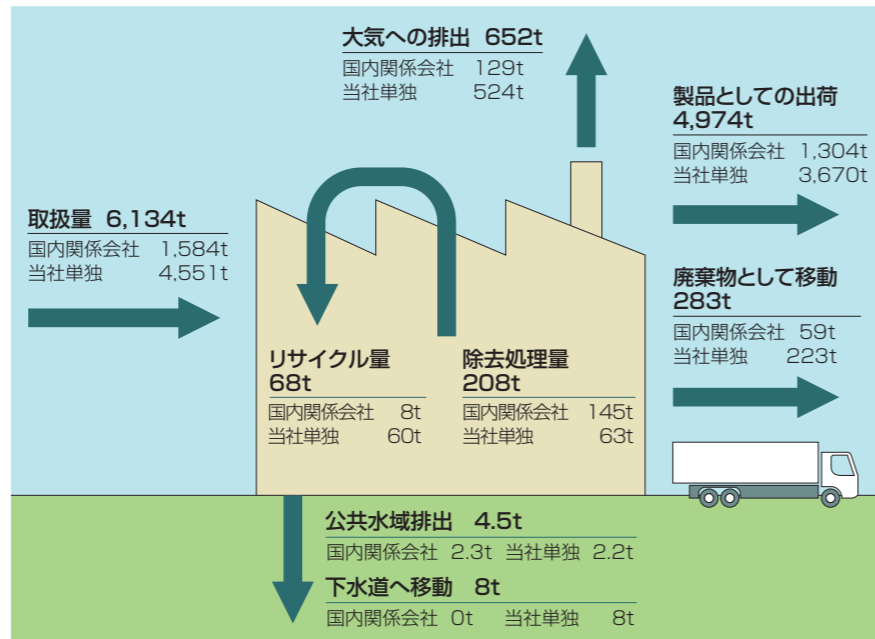 大気への排出 652t
国内関係会社 129t
当社単独 524t
製品としての出荷
4,974t
国内関係会社 1,304t
当社単独 3,670t
取扱量 6,134t
国内関係会社 1,584t
当社単独 4,551t
廃棄物として移動
283t
国内関係会社 59t
当社単独 223t
リサイクル量
68t
国内関係会社 8t
当社単独 60t
除去処理量
208t
国内関係会社 145t
当社単独 63t
公共水域排出 4.5t
国内関係会社 2.3t 当社単独 2.2t
下水道へ移動 8t
国内関係会社 0t 当社単独 8t